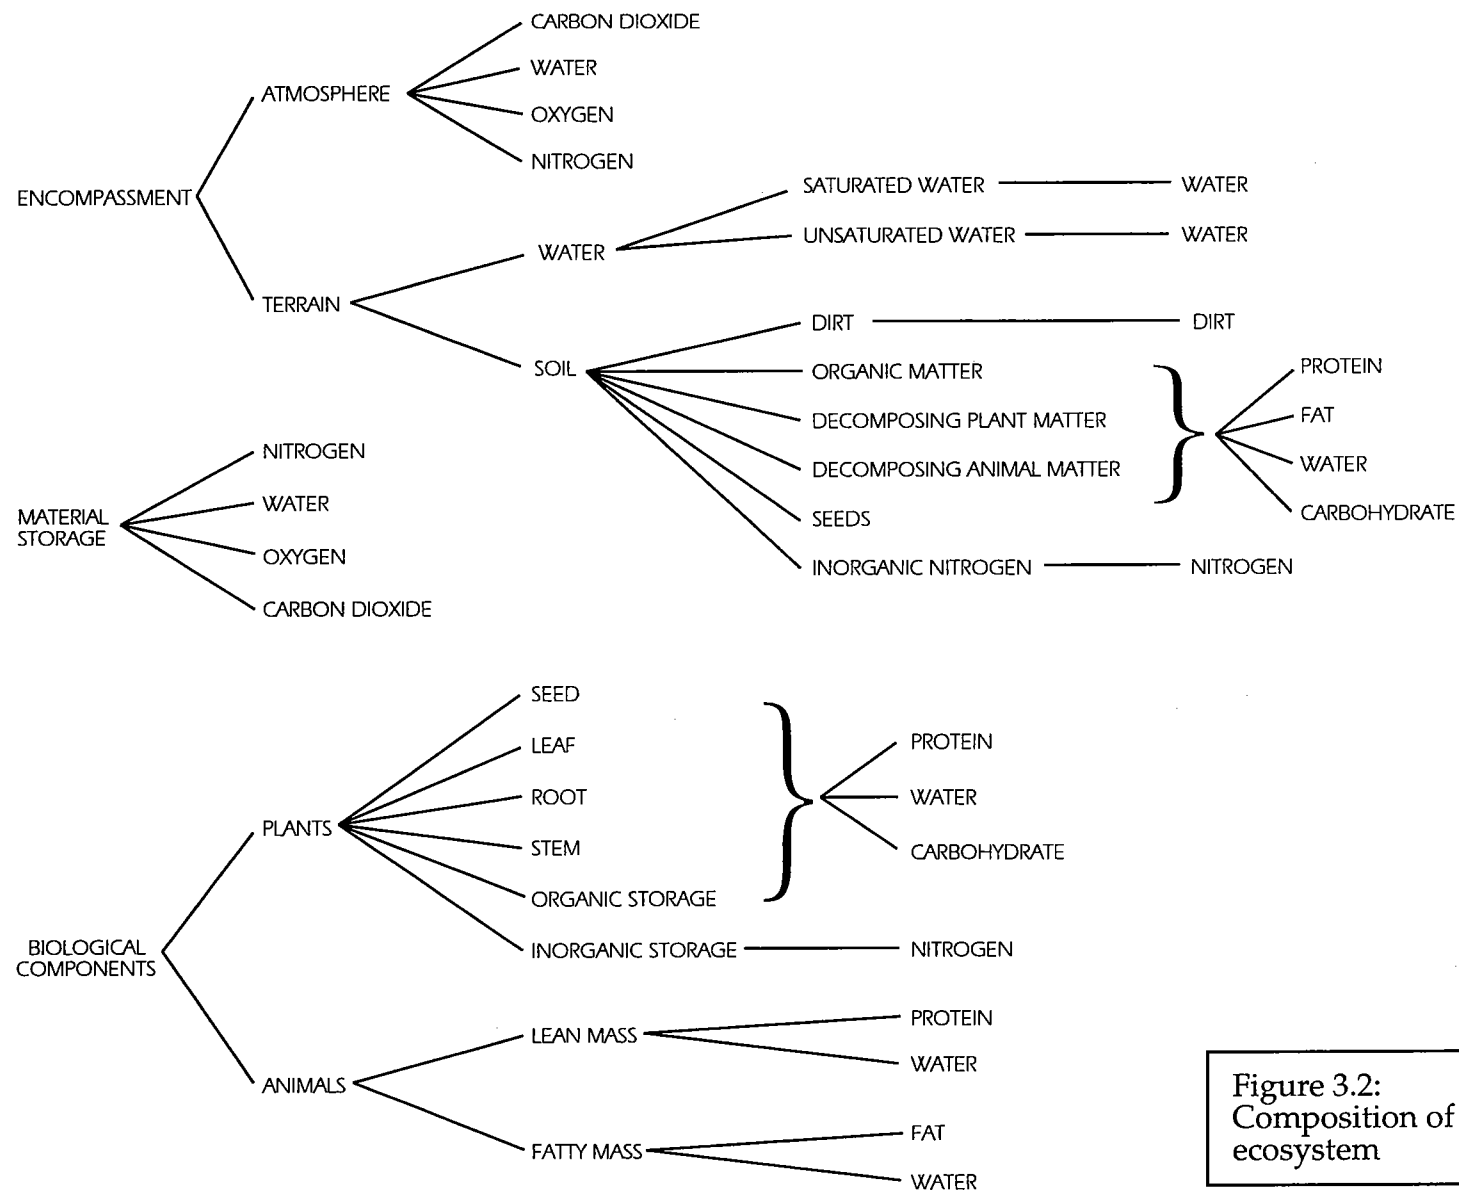 CARBON DIOXIDE
WATER
ATMOSPHERE
OXYGEN
NITROGEN
ENCOMPASSMENT
SATURATED WATER
WATER
UNSATURATED WATER
WATER
WATER
TERRAIN
DIRT
DIRT
SOIL
ORGANIC MATTER
DECOMPOSING PLANT MATTER
DECOMPOSING ANIMAL MATTER
SEEDS
INORGANIC NITROGEN
NITROGEN
PROTEIN
FAT
WATER
CARBOHYDRATE
MATERIAL
STORAGE
NITROGEN
WATER
OXYGEN
CARBON DIOXIDE
BIOLOGICAL
COMPONENTS
PLANTS
SEED
LEAF
ROOT
STEM
ORGANIC STORAGE
INORGANIC STORAGE
PROTEIN
WATER
CARBOHYDRATE
NITROGEN
ANIMALS
LEAN MASS
PROTEIN
WATER
FATTY MASS
FAT
WATER
Figure 3.2:
Composition of
ecosystem